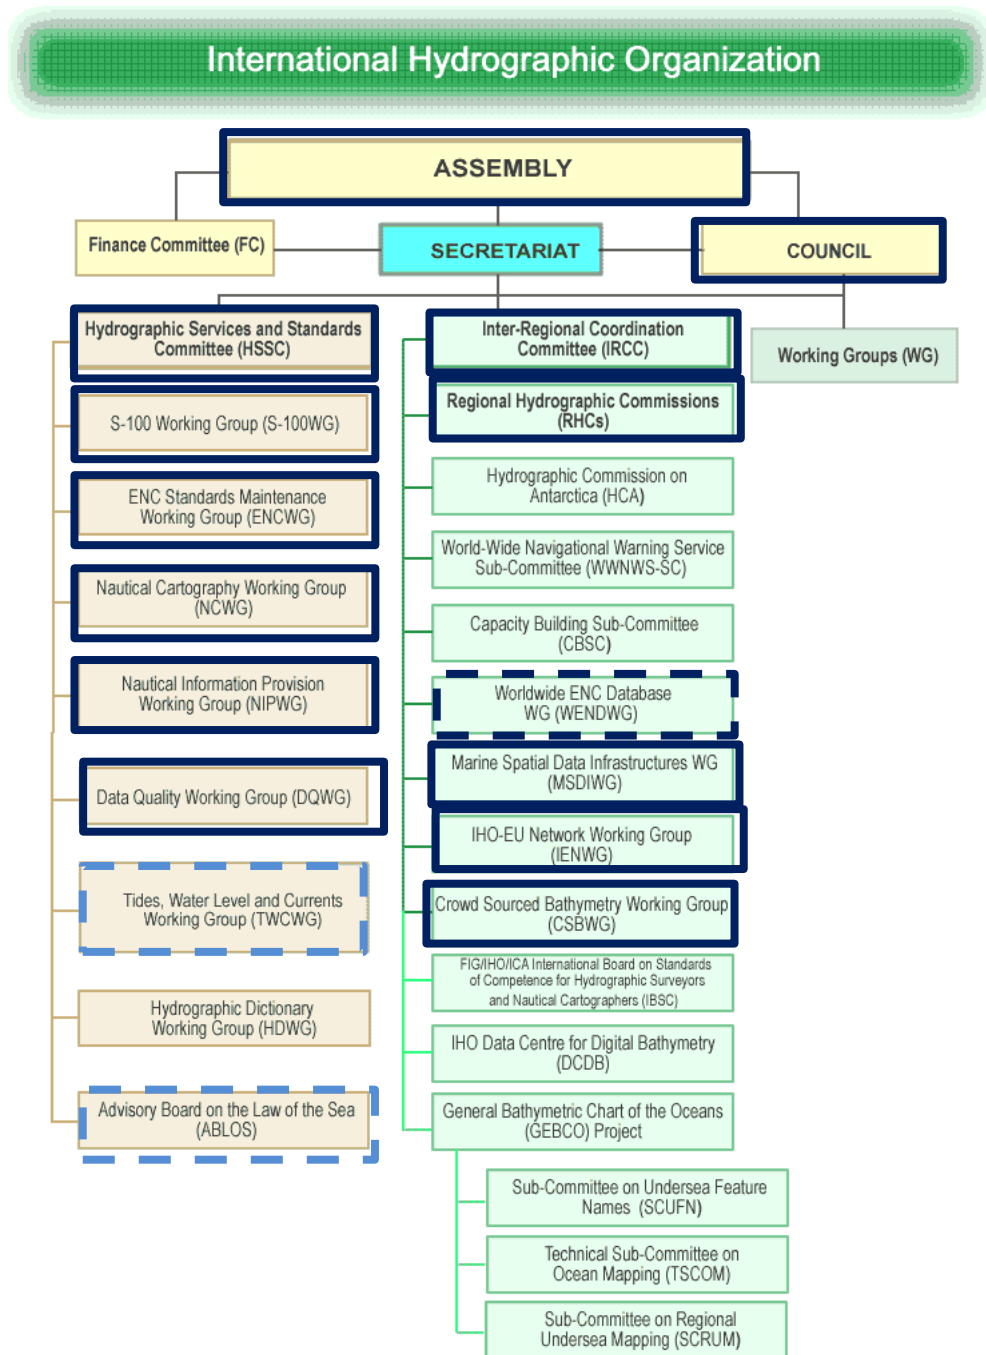 International Hydrographic Organization
ASSEMBLY
Finance Committee (FC)
SECRETARIAT
COUNCIL
Hydrographic Services and Standards
Committee (HSSC)
S-100 Working Group (S-100WG)
ENC Standards Maintenance
Working Group (ENCWG)
Nautical Cartography Working Group
(NCWG)
Nautical Information Provision
Working Group (NIPWG)
Data Quality Working Group (DQWG)
Tides, Water Level and Currents
Working Group (TWCWG)
Hydrographic Dictionary
Working Group (HDWG)
Advisory Board on the Law of the Sea
(ABLOS)
Inter-Regional Coordination
Committee (IRCC)
Regional Hydrographic Commissions
(RHCs)
Hydrographic Commission on
Antarctica (HCA)
World-Wide Navigational Warning Service
Sub-Committee (WWNWS-SC)
Capacity Building Sub-Committee
(CBSC)
Worldwide ENC Database
WG (WENDWG)
Marine Spatial Data Infrastructures WG
(MSDIWG)
IHO-EU Network Working Group
(IENWG)
Crowd Sourced Bathymetry Working Group
(CSBWG)
FIG/IHO/ICA International Board on Standards
of Competence for Hydrographic Surveyors
and Nautical Cartographers (IBSC)
IHO Data Centre for Digital Bathymetry
(DCDB)
General Bathymetric Chart of the Oceans
(GEBCO) Project
Sub-Committee on Undersea Feature
Names (SCUFN)
Technical Sub-Committee on
Ocean Mapping (TSCOM)
Sub-Committee on Regional
Undersea Mapping (SCRUM)
Working Groups (WG)